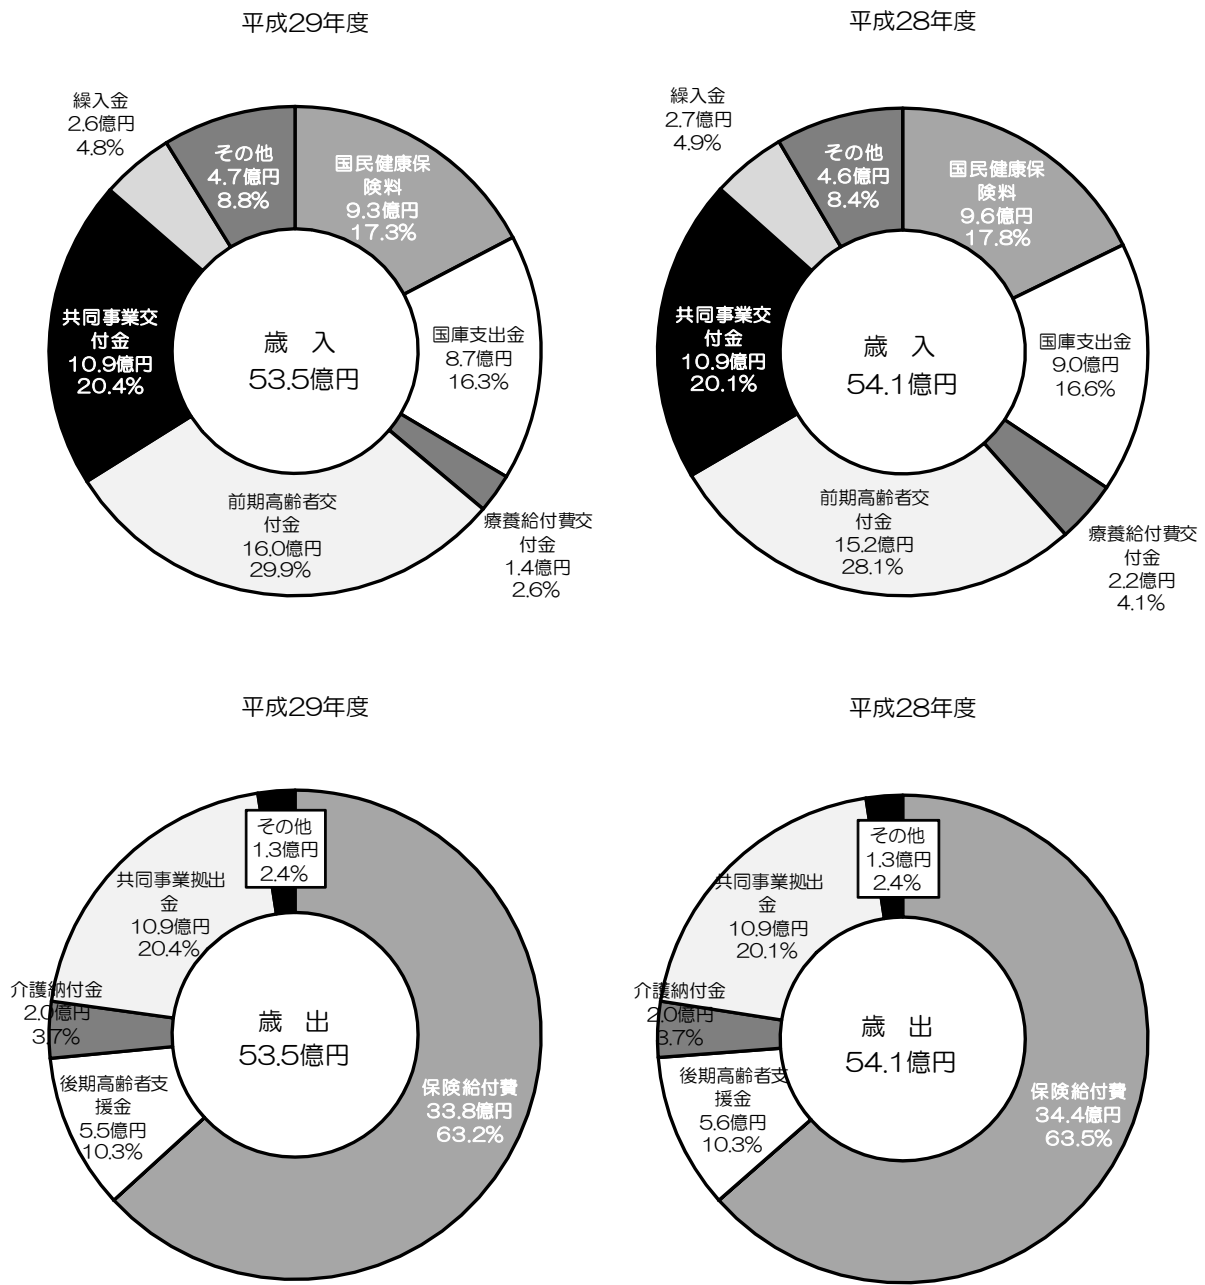 平成29年度
繰入金
2.6億円
4.8%
その他
4.7億円
8.8%
国民健康保
険料
9.3億円
17.3%
共同事業交
付金
10.9億円
20.4%
歳 入
53.5億円
国庫支出金
8.7億円
16.3%
前期高齢者交
付金
16.0億円
29.9%
療養給付費交
付金
1.4億円
2.6%
平成28年度
繰入金
2.7億円
4.9%
その他
4.6億円
8.4%
国民健康保
険料
9.6億円
17.8%
共同事業交
付金
10.9億円
20.1%
歳 入
54.1億円
国庫支出金
9.0億円
16.6%
前期高齢者交
付金
15.2億円
28.1%
療養給付費交
付金
2.2億円
4.1%
平成29年度
その他
1.3億円
2.4%
共同事業拠出
金
10.9億円
20.4%
介護納付金
2.0億円
3.7%
歳 出
53.5億円
後期高齢者支
援金
5.5億円
10.3%
保険給付費
33.8億円
63.2%
平成28年度
その他
1.3億円
2.4%
共同事業拠出
金
10.9億円
20.1%
介護納付金
2.0億円
3.7%
歳 出
54.1億円
後期高齢者支
援金
5.6億円
10.3%
保険給付費
34.4億円
63.5%